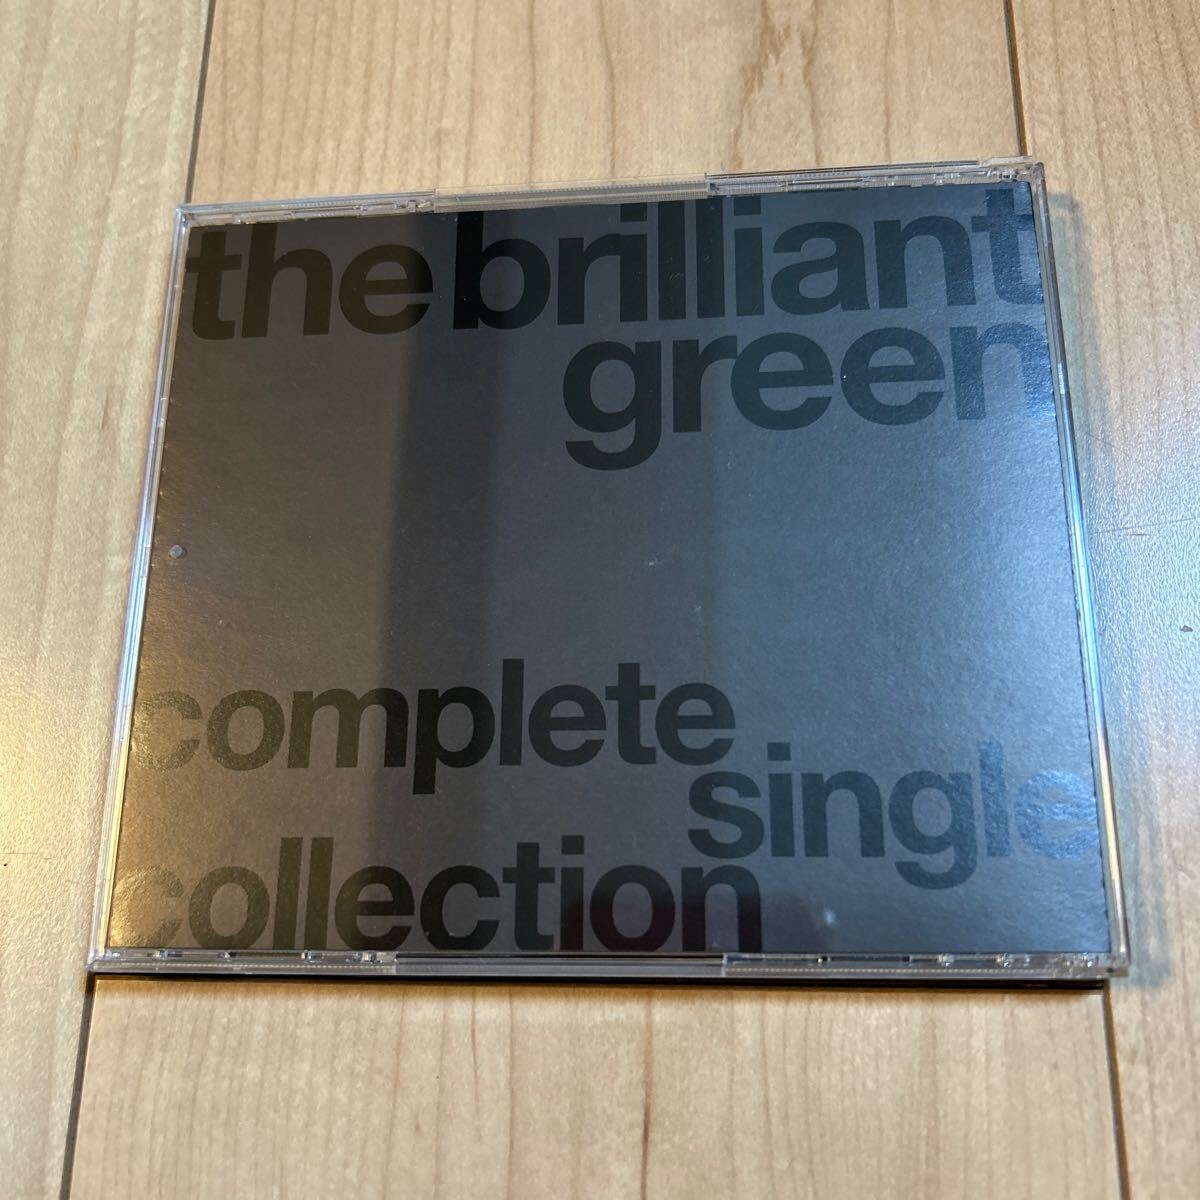 the brilliant
green
complete
single
collection